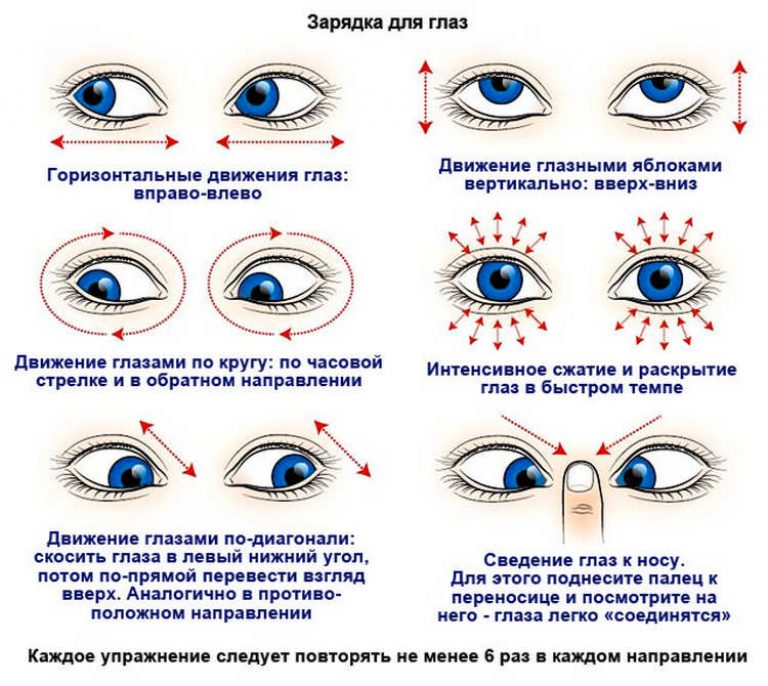 Зарядка для глаз
Горизонтальные движения глаз:
вправо-влево
Движение глазными яблоками
вертикально: вверх-вниз
Движение глазами по кругу: по часовой
стрелке и в обратном направлении
Интенсивное сжатие и раскрытие
глаз в быстром темпе
Движение глазами по-диагонали:
скосить глаза в левый нижний угол,
потом по-прямой перевести взгляд
вверх. Аналогично в противо-
положном направлении
Сведение глаз к носу.
Для этого поднесите палец к
переносице и посмотрите на
него - глаза легко «соединятся»
Каждое упражнение следует повторять не менее 6 раз в каждом направлении